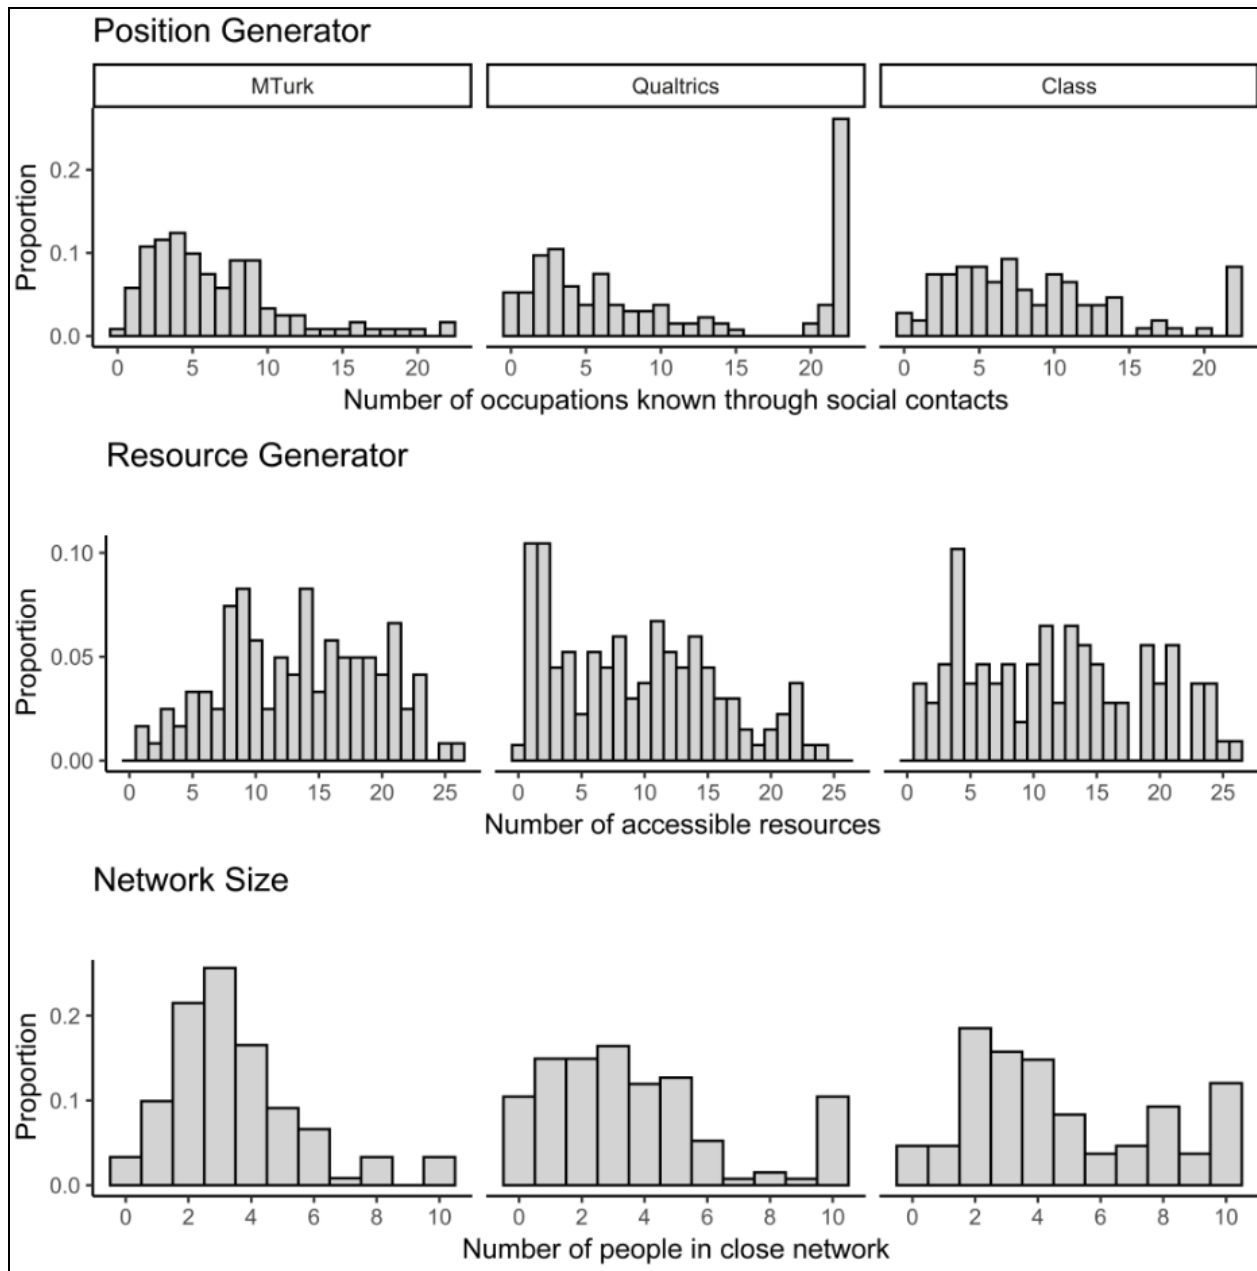 Position Generator
MTurk Qualtrics Class
Proportion
0.2
0.1
0.0
0 5 10 15 20 0 5 10 15 20 0 5 10 15 20
Number of occupations known through social contacts
Resource Generator
Proportion
0.10
0.05
0.00
0 5 10 15 20 25 0 5 10 15 20 25 0 5 10 15 20 25
Number of accessible resources
Network Size
Proportion
0.2
0.1
0.0
0 2 4 6 8 10 0 2 4 6 8 10 0 2 4 6 8 10
Number of people in close network